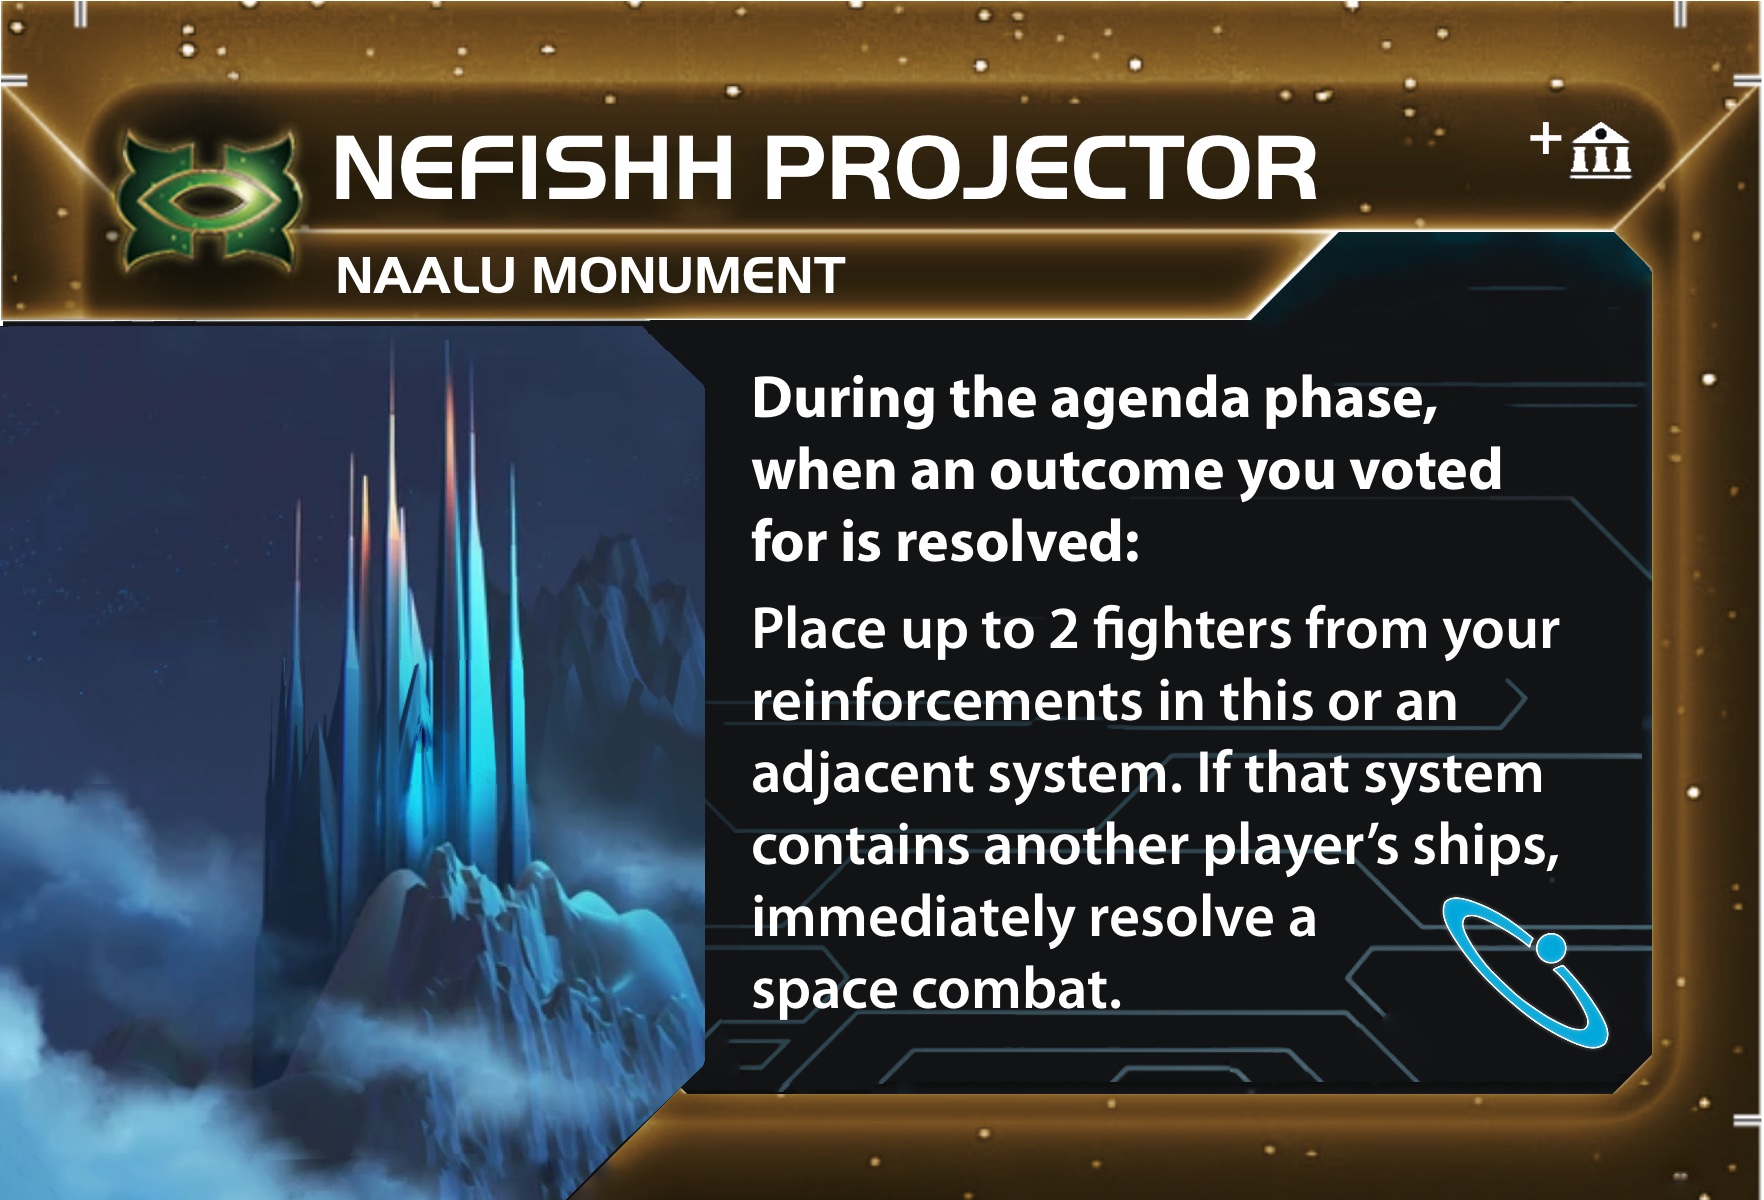 NEFISHH PROJECTOR
+
NAALU MONUMENT
During the agenda phase,
when an outcome you voted
for is resolved:
Place up to 2 fighters from your
reinforcements in this or an
adjacent system. If that system
contains another player’s ships,
immediately resolve a
space combat.